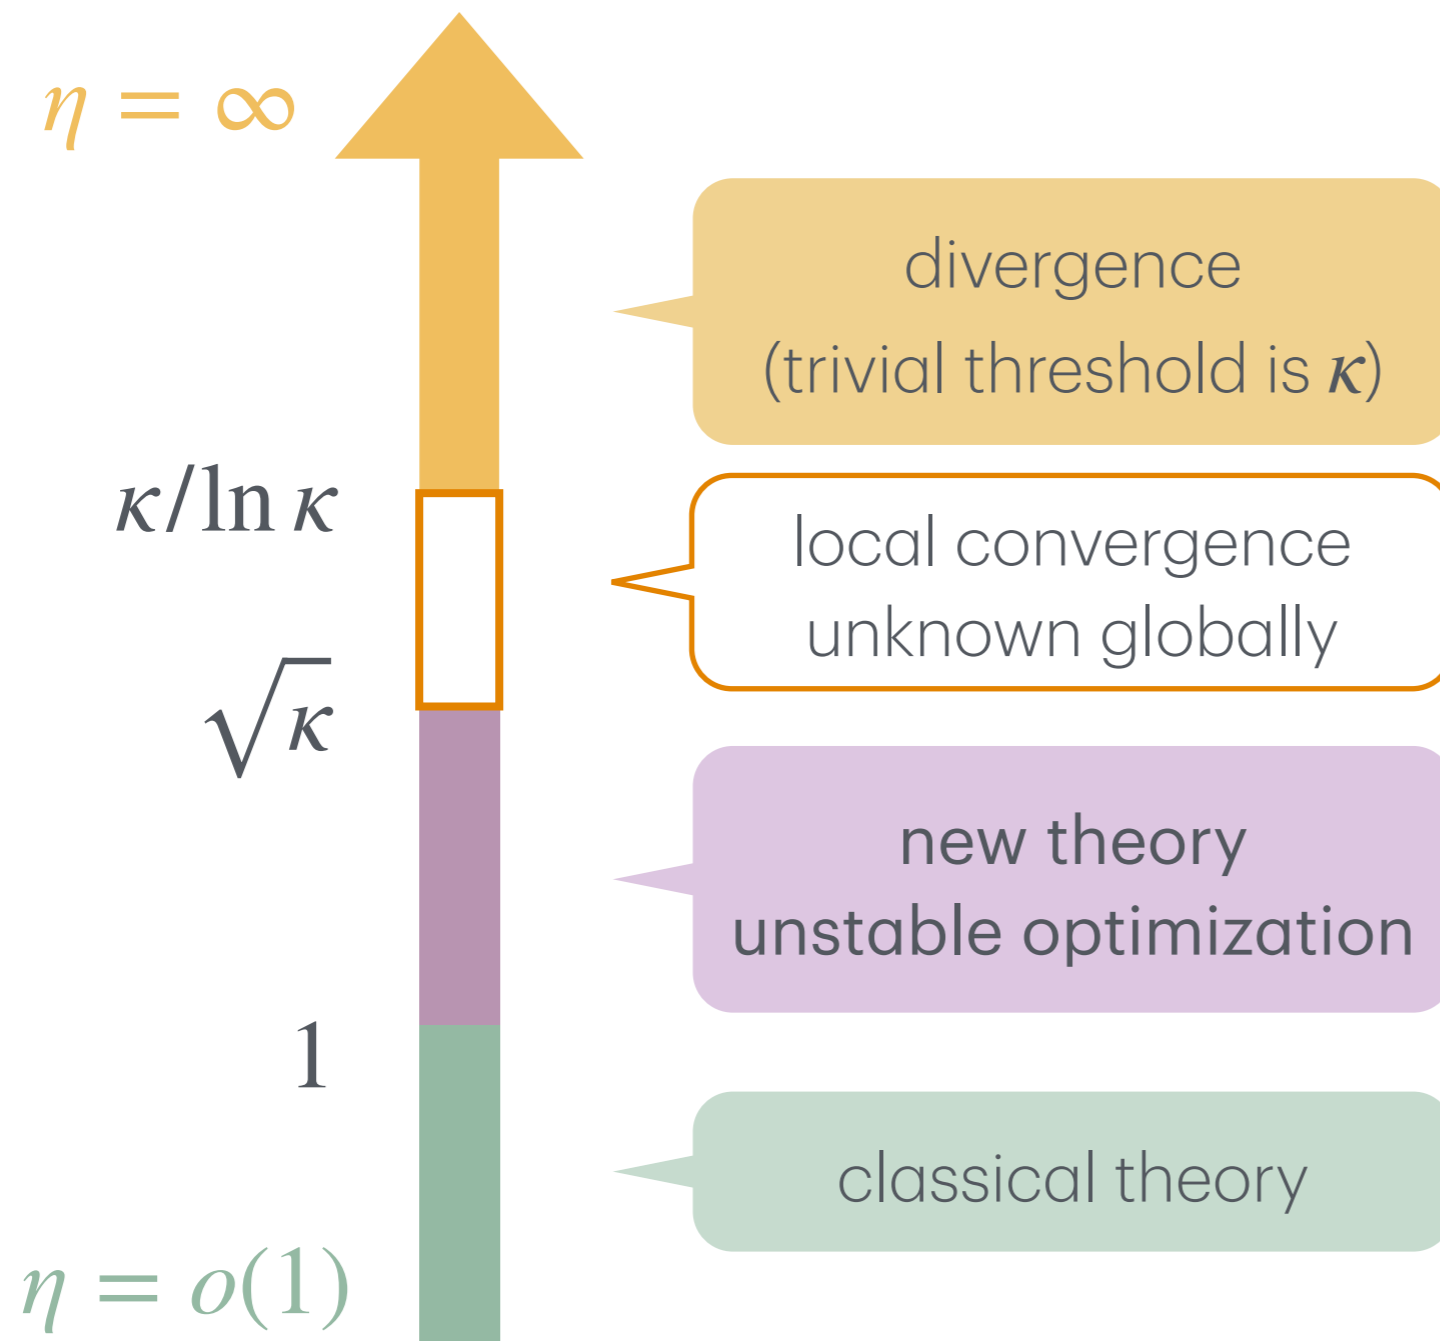 η = ∞
divergence
(trivial threshold is κ)
κ/ln κ
local convergence
unknown globally
√κ
new theory
unstable optimization
1
classical theory
η = o(1)